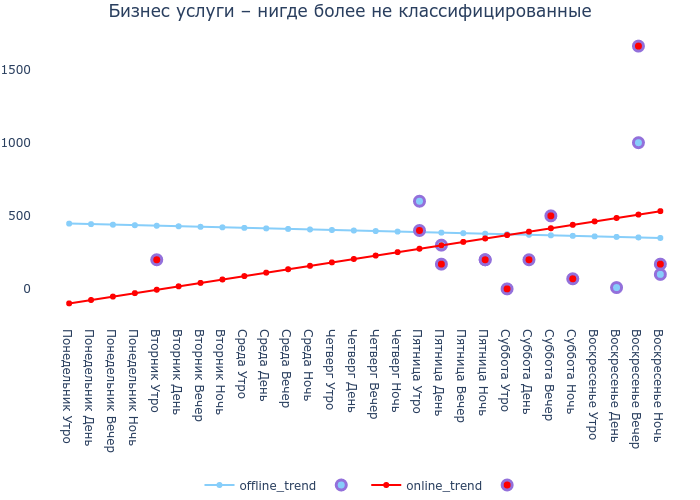 Бизнес услуги – нигде более не классифицированные
1500
1000
500
0
Понедельник Утро
Понедельник День
Понедельник Вечер
Понедельник Ночь
Вторник Утро
Вторник День
Вторник Вечер
Вторник Ночь
Среда Утро
Среда День
Среда Вечер
Среда Ночь
Четверг Утро
Четверг День
Четверг Вечер
Четверг Ночь
Пятница Утро
Пятница День
Пятница Вечер
Пятница Ночь
Суббота Утро
Суббота День
Суббота Вечер
Суббота Ночь
Воскресенье Утро
Воскресенье День
Воскресенье Вечер
Воскресенье Ночь
offline_trend online_trend